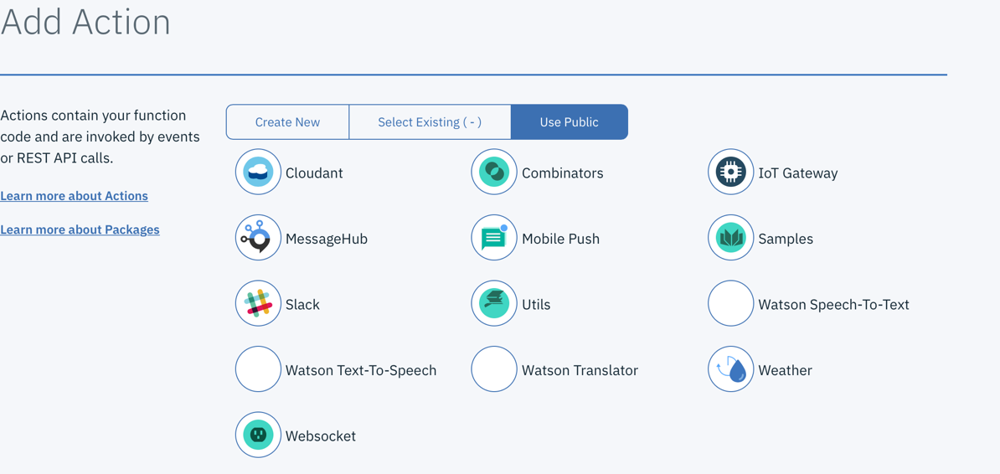 Add Action
Actions contain your function
code and are invoked by events
or REST API calls.
Learn more about Actions
Learn more about Packages
Create New
Select Existing ( - )
Use Public
Cloudant
Combinators
IoT Gateway
MessageHub
Mobile Push
Samples
Slack
Utils
Watson Speech-To-Text
Watson Text-To-Speech
Watson Translator
Weather
Websocket